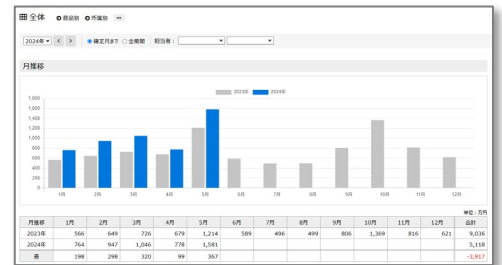 全体 商品別 所属別
2024年 < > 確定月まで 全期間 担当者：
月推移
2023年 2024年
1,800
1,600
1,400
1,200
1,000
800
600
400
200
0
1月 2月 3月 4月 5月 6月 7月 8月 9月 10月 11月 12月
単位：万円
月推移 1月 2月 3月 4月 5月 6月 7月 8月 9月 10月 11月 12月 合計
2023年 566 649 726 679 1,214 589 496 499 806 1,369 816 621 9,036
2024年 764 947 1,046 778 1,581 5,118
差 198 298 320 99 367 -3,917